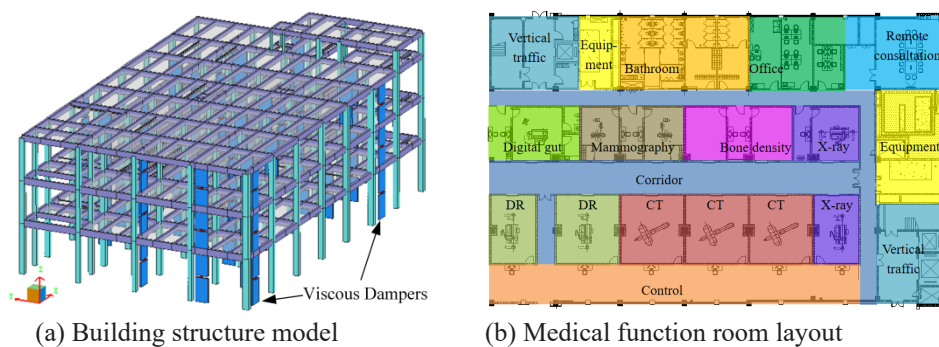 Viscous Dampers
(a) Building structure model
Vertical
traffic
Equip-
ment
Bathroom
Office
Remote
consultation
Digital gut
Mammography
Bone density
X-ray
Equipment
Corridor
DR
DR
CT
CT
CT
X-ray
Vertical
traffic
Control
(b) Medical function room layout